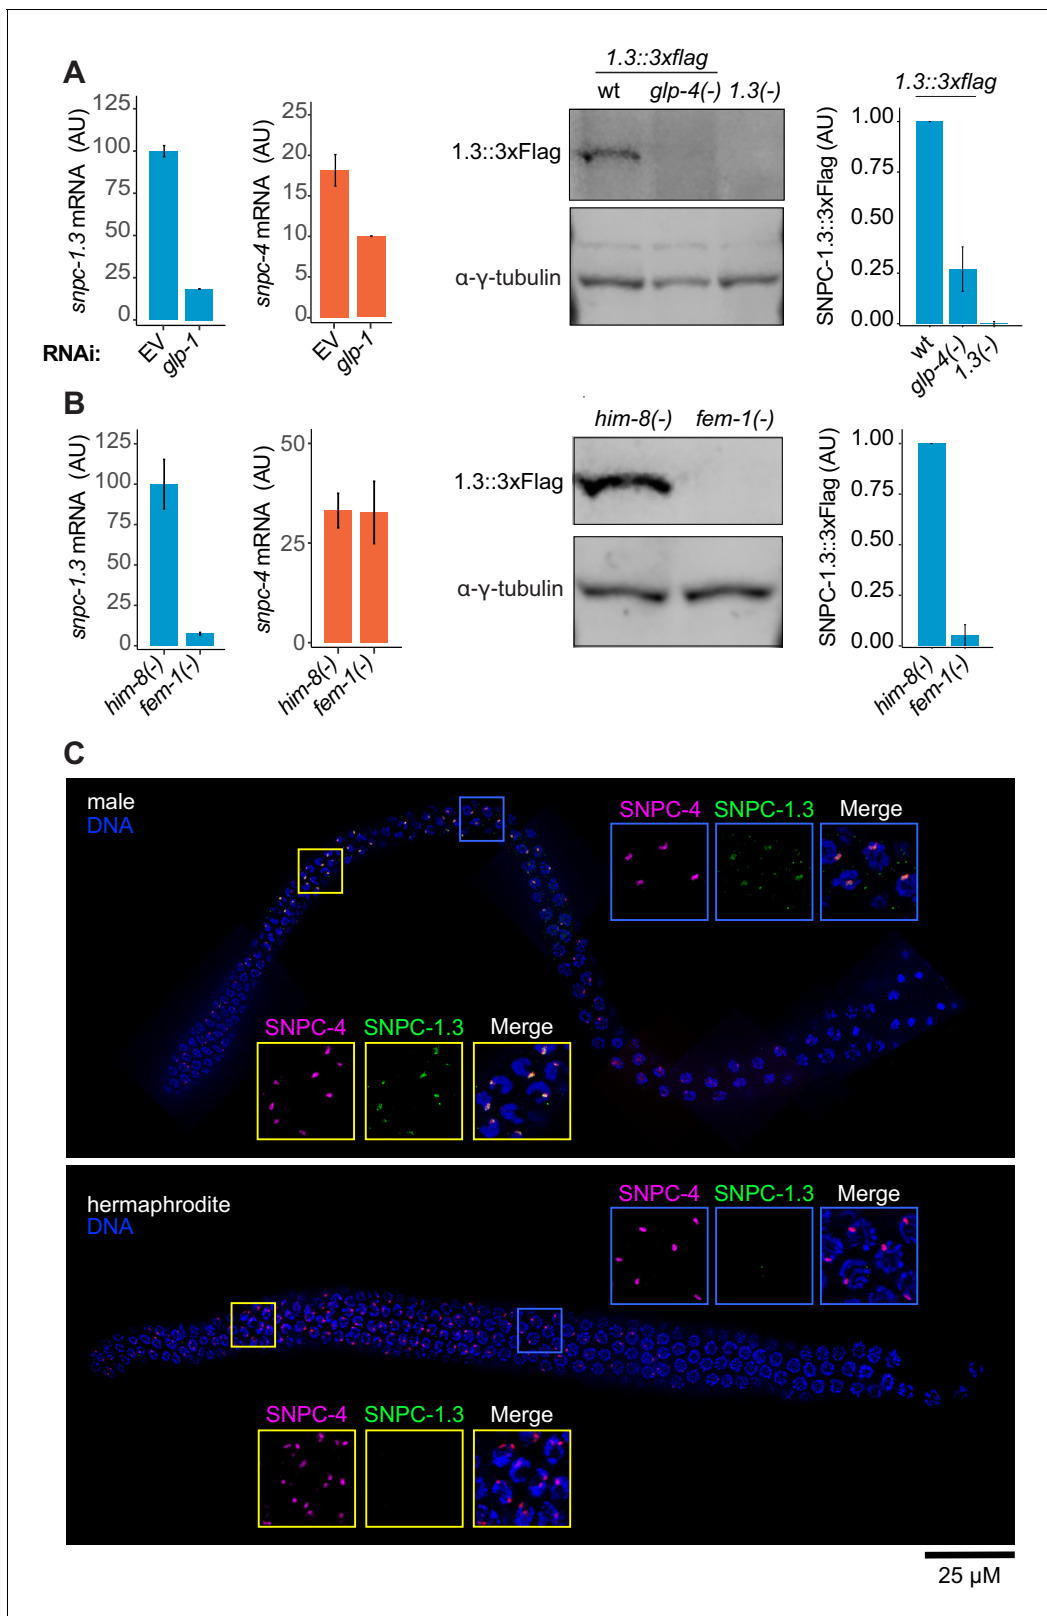 A
snpc-1.3 mRNA (AU)
125
100
75
50
25
0
EV
glp-1
RNAi:
snpc-4 mRNA (AU)
25
20
15
10
5
0
EV
glp-1
1.3::3xflag
wt glp-4(-) 1.3(-)
1.3::3xFlag
α-γ-tubulin
1.3::3xflag
SNPC-1.3::3xFlag (AU)
1.00
0.75
0.50
0.25
0.00
wt
glp-4(-)
1.3(-)
B
snpc-1.3 mRNA (AU)
125
100
75
50
25
0
him-8(-)
fem-1(-)
snpc-4 mRNA (AU)
50
25
0
him-8(-)
fem-1(-)
him-8(-) fem-1(-)
1.3::3xFlag
α-γ-tubulin
SNPC-1.3::3xFlag (AU)
1.00
0.75
0.50
0.25
0.00
him-8(-)
fem-1(-)
C
male
DNA
SNPC-4 SNPC-1.3 Merge
SNPC-4 SNPC-1.3 Merge
hermaphrodite
DNA
SNPC-4 SNPC-1.3 Merge
SNPC-4 SNPC-1.3 Merge
25 µM